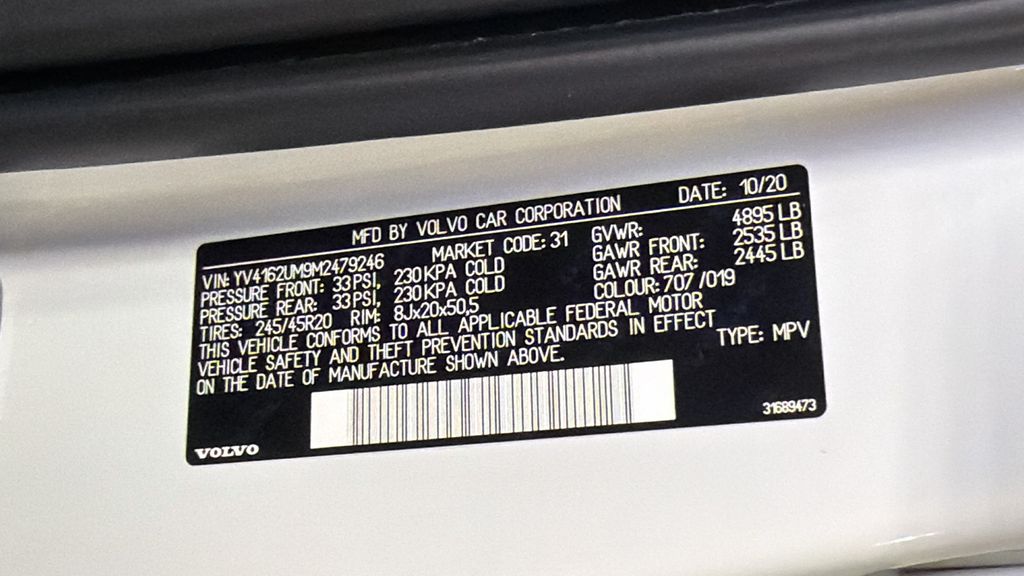 MFD BY VOLVO CAR CORPORATION DATE: 10/20
VIN: YV4162UM9M2479246 MARKET CODE: 31 GVWR: 4895 LB
PRESSURE FRONT: 33PSI, 230KPA COLD GAWR FRONT: 2535 LB
PRESSURE REAR: 33PSI, 230KPA COLD GAWR REAR: 2445 LB
TIRES: 245/45R20 RIM: 8Jx20x50,5 COLOUR: 707 /019
THIS VEHICLE CONFORMS TO ALL APPLICABLE FEDERAL MOTOR
VEHICLE SAFETY AND THEFT PREVENTION STANDARDS IN EFFECT
ON THE DATE OF MANUFACTURE SHOWN ABOVE. TYPE: MPV
VOLVO 31689473